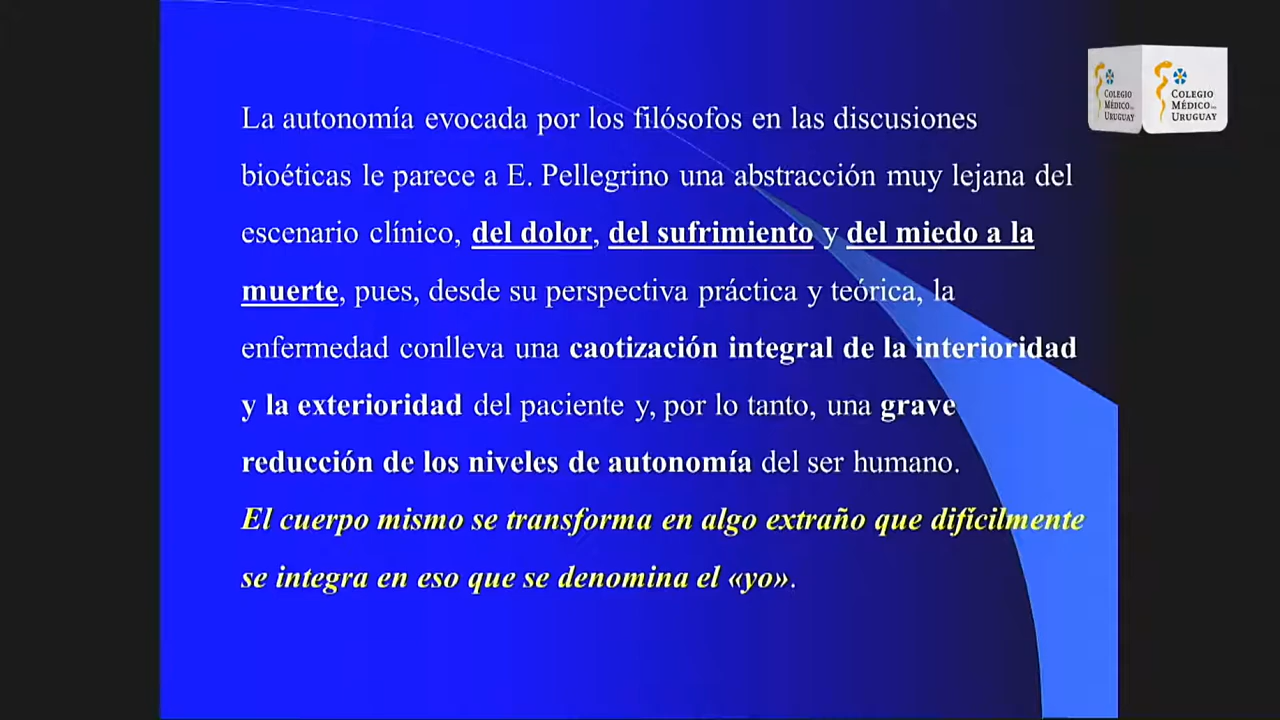 La autonomía evocada por los filósofos en las discusiones
bioéticas le parece a E. Pellegrino una abstracción muy lejana del
escenario clínico, del dolor, del sufrimiento y del miedo a la
muerte, pues, desde su perspectiva práctica y teórica, la
enfermedad conlleva una caotización integral de la interioridad
y la exterioridad del paciente y, por lo tanto, una grave
reducción de los niveles de autonomía del ser humano.
El cuerpo mismo se transforma en algo extraño que difícilmente
se integra en eso que se denomina el «yo».
COLEGIO
MÉDICO
URUGUAY
COLEGIO
MÉDICO
URUGUAY